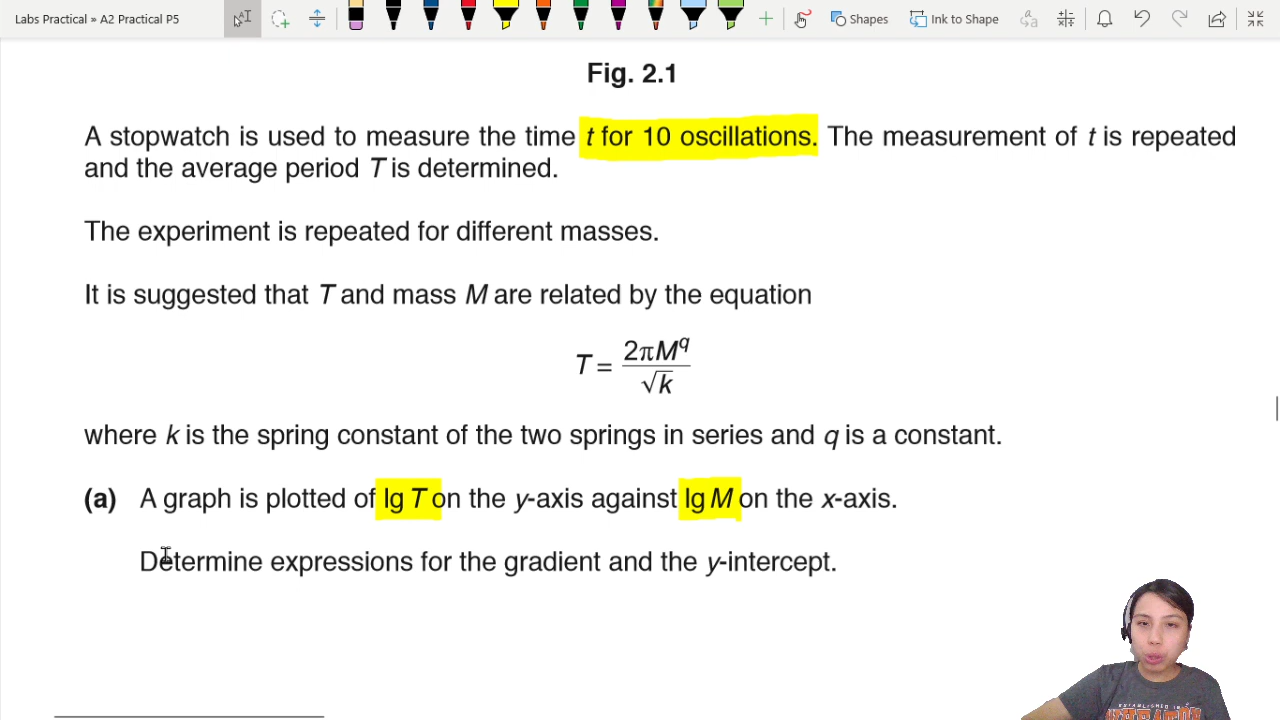 Labs Practical » A2 Practical P5
Shapes
Ink to Shape
Fig. 2.1
A stopwatch is used to measure the time t for 10 oscillations. The measurement of t is repeated
and the average period T is determined.
The experiment is repeated for different masses.
It is suggested that T and mass M are related by the equation
T = 2πM^q / √k
where k is the spring constant of the two springs in series and q is a constant.
(a) A graph is plotted of lg T on the y-axis against lg M on the x-axis.
Determine expressions for the gradient and the y-intercept.